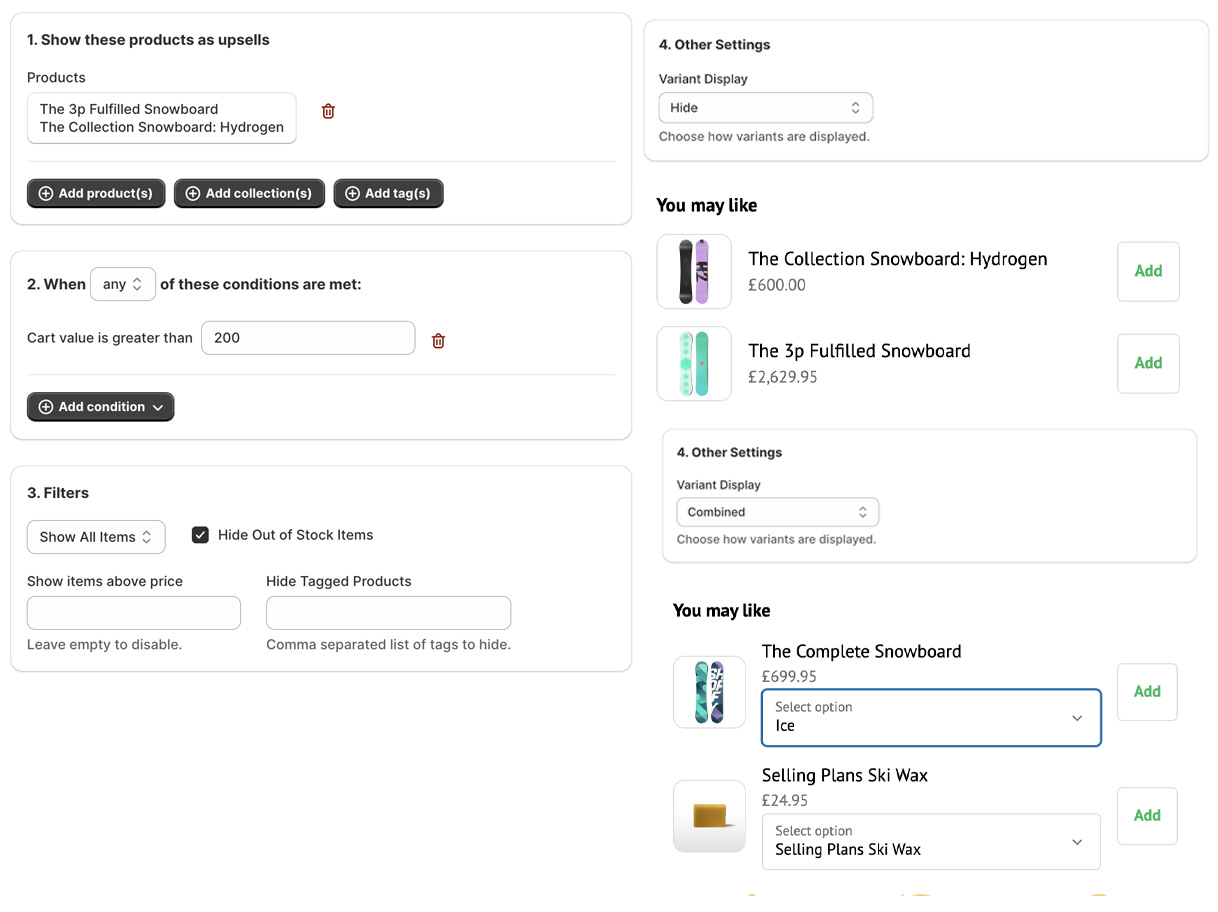 1. Show these products as upsells
Products
The 3p Fulfilled Snowboard
The Collection Snowboard: Hydrogen
Add product(s)
Add collection(s)
Add tag(s)
2. When any of these conditions are met:
Cart value is greater than 200
Add condition
3. Filters
Show All Items
Hide Out of Stock Items
Show items above price
Hide Tagged Products
Leave empty to disable.
Comma separated list of tags to hide.
4. Other Settings
Variant Display
Hide
Choose how variants are displayed.
You may like
The Collection Snowboard: Hydrogen
£600.00
Add
The 3p Fulfilled Snowboard
£2,629.95
Add
4. Other Settings
Variant Display
Combined
Choose how variants are displayed.
You may like
The Complete Snowboard
£699.95
Select option
Ice
Add
Selling Plans Ski Wax
£24.95
Select option
Selling Plans Ski Wax
Add